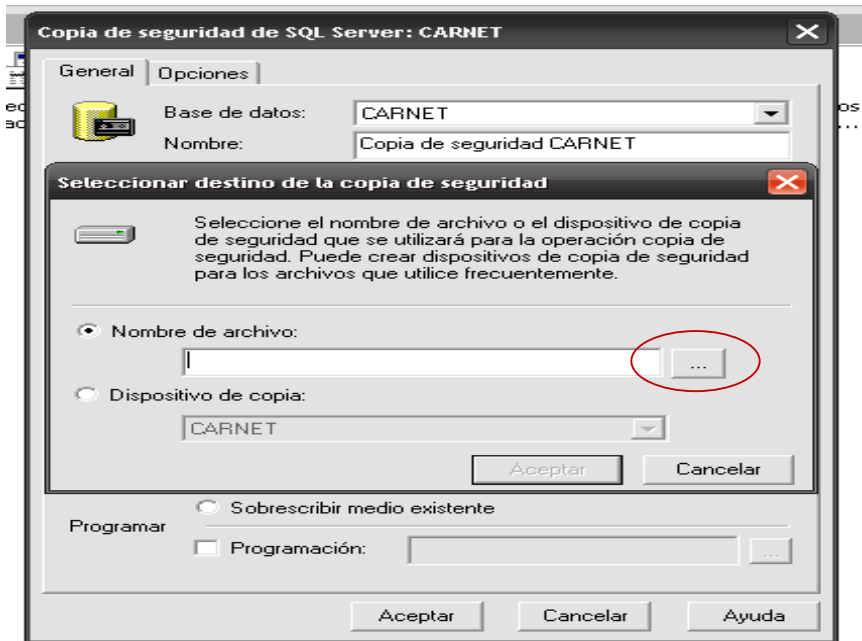 Copia de seguridad de SQL Server: CARNET
General Opciones
Base de datos: CARNET
Nombre: Copia de seguridad CARNET
Seleccionar destino de la copia de seguridad
Seleccione el nombre de archivo o el dispositivo de copia
de seguridad que se utilizará para la operación copia de
seguridad. Puede crear dispositivos de copia de seguridad
para los archivos que utilice frecuentemente.
Nombre de archivo:
...
Dispositivo de copia:
CARNET
Aceptar Cancelar
Sobrescribir medio existente
Programar
Programación: ...
Aceptar Cancelar Ayuda